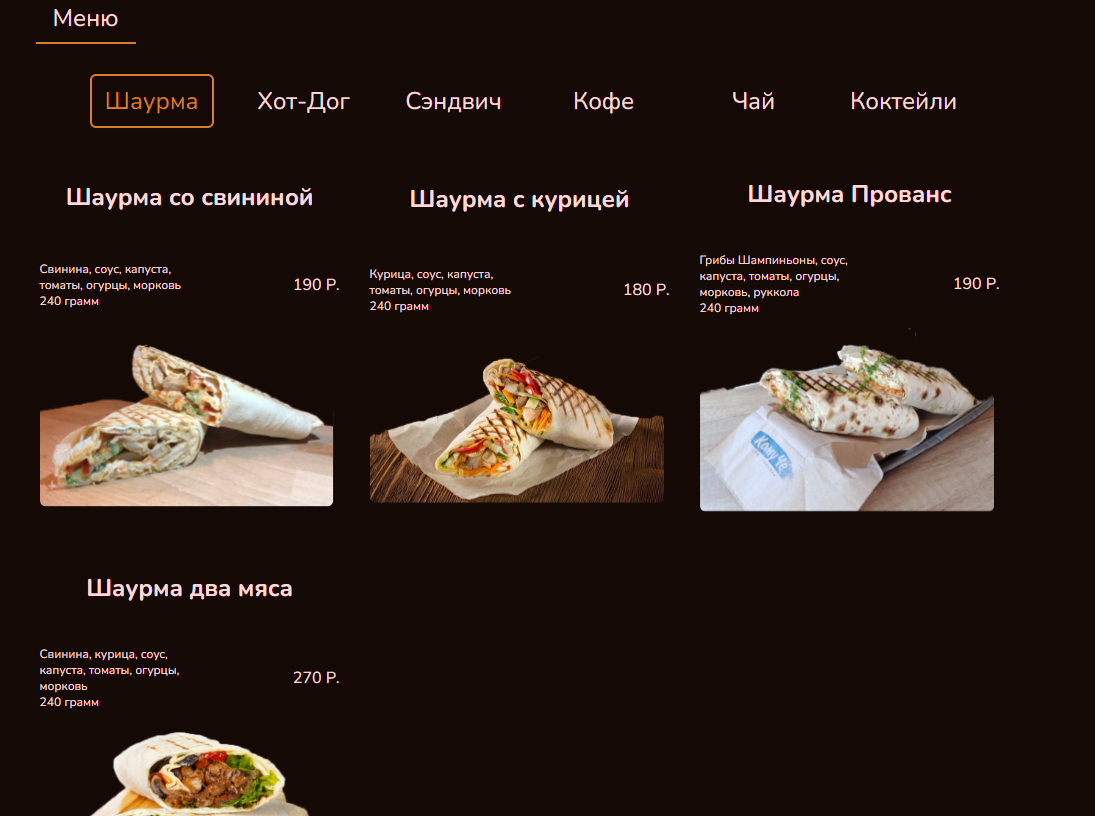 Меню
Шаурма
Хот-Дог
Сэндвич
Кофе
Чай
Коктейли
Шаурма со свининой
Свинина, соус, капуста,
томаты, огурцы, морковь
240 грамм
190 Р.
Шаурма с курицей
Курица, соус, капуста,
томаты, огурцы, морковь
240 грамм
180 Р.
Шаурма Прованс
Грибы Шампиньоны, соус,
капуста, томаты, огурцы,
морковь, руккола
240 грамм
190 Р.
Кому Чё
Шаурма два мяса
Свинина, курица, соус,
капуста, томаты, огурцы,
морковь
240 грамм
270 Р.